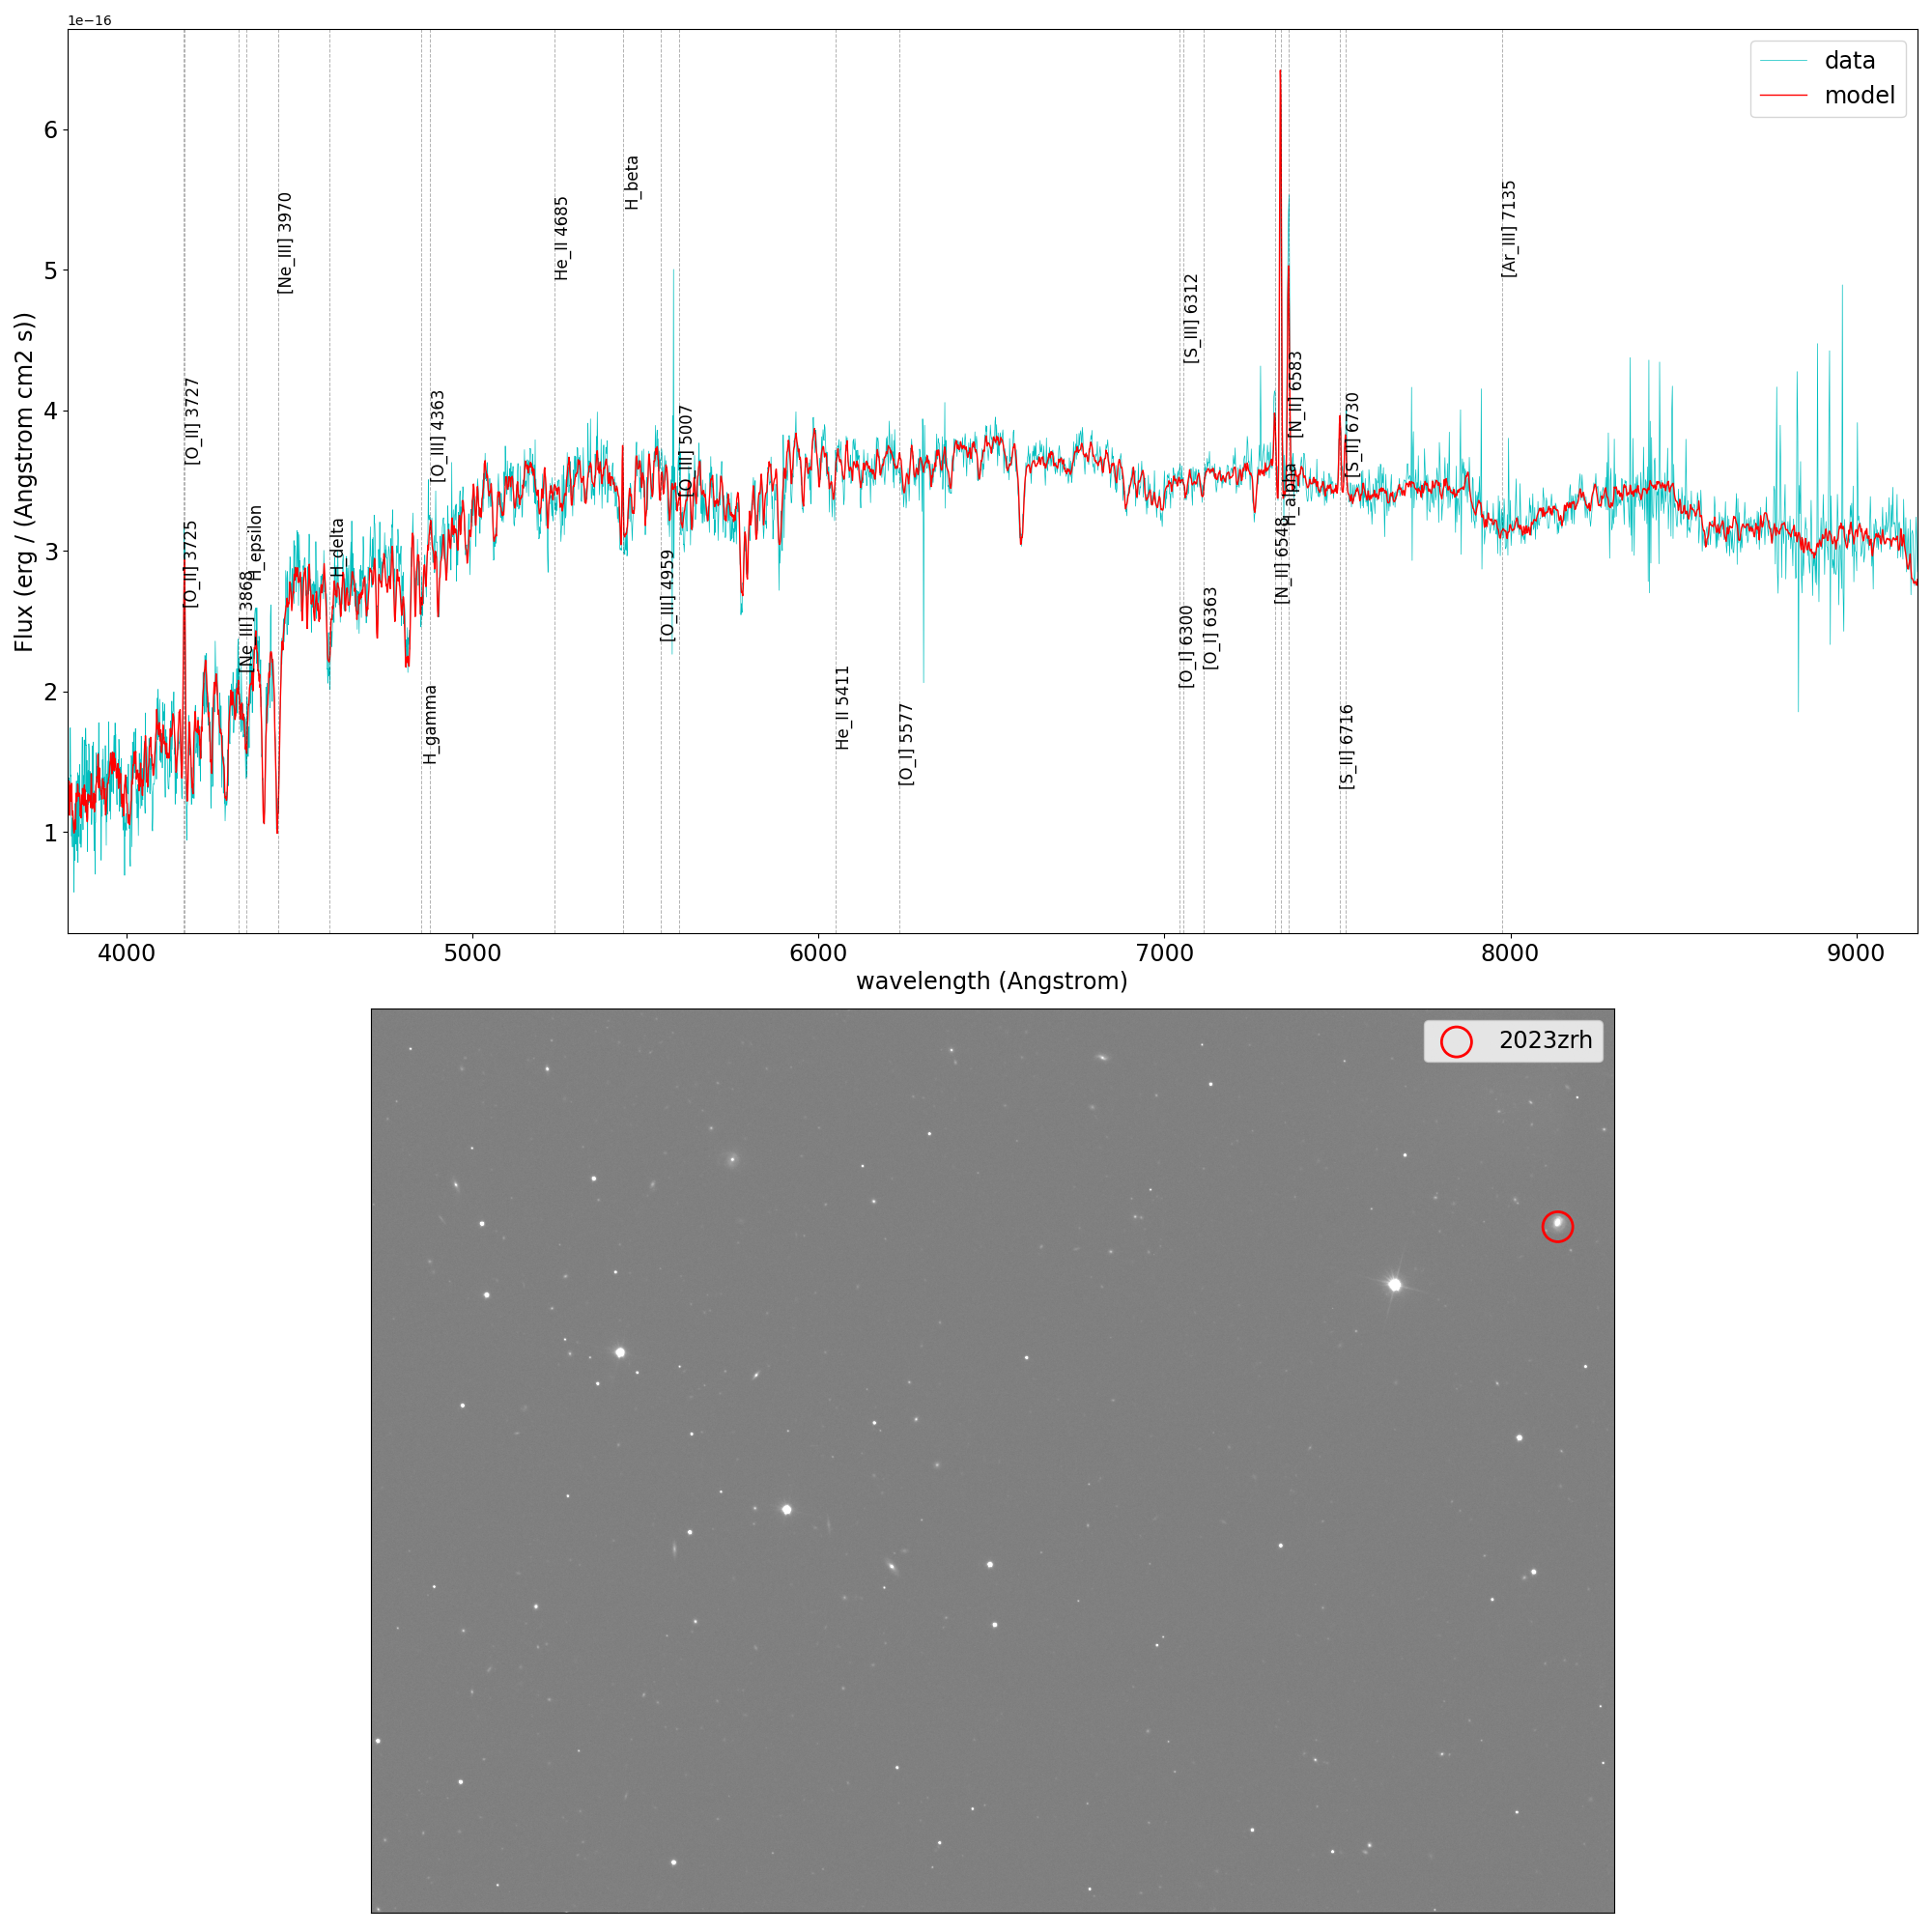 1e−16
data
model
Flux (erg / (Angstrom cm2 s))
6
5
4
3
2
1
[O_II] 3725
[O_II] 3727
[Ne_III] 3868
H_epsilon
[Ne_III] 3970
H_delta
H_gamma
[O_III] 4363
He_II 4685
H_beta
[O_III] 4959
[O_III] 5007
He_II 5411
[O_I] 5577
[O_I] 6300
[S_III] 6312
[O_I] 6363
[N_II] 6548
H_alpha
[N_II] 6583
[S_II] 6716
[S_II] 6730
[Ar_III] 7135
4000
5000
6000
7000
8000
9000
wavelength (Angstrom)
2023zrh